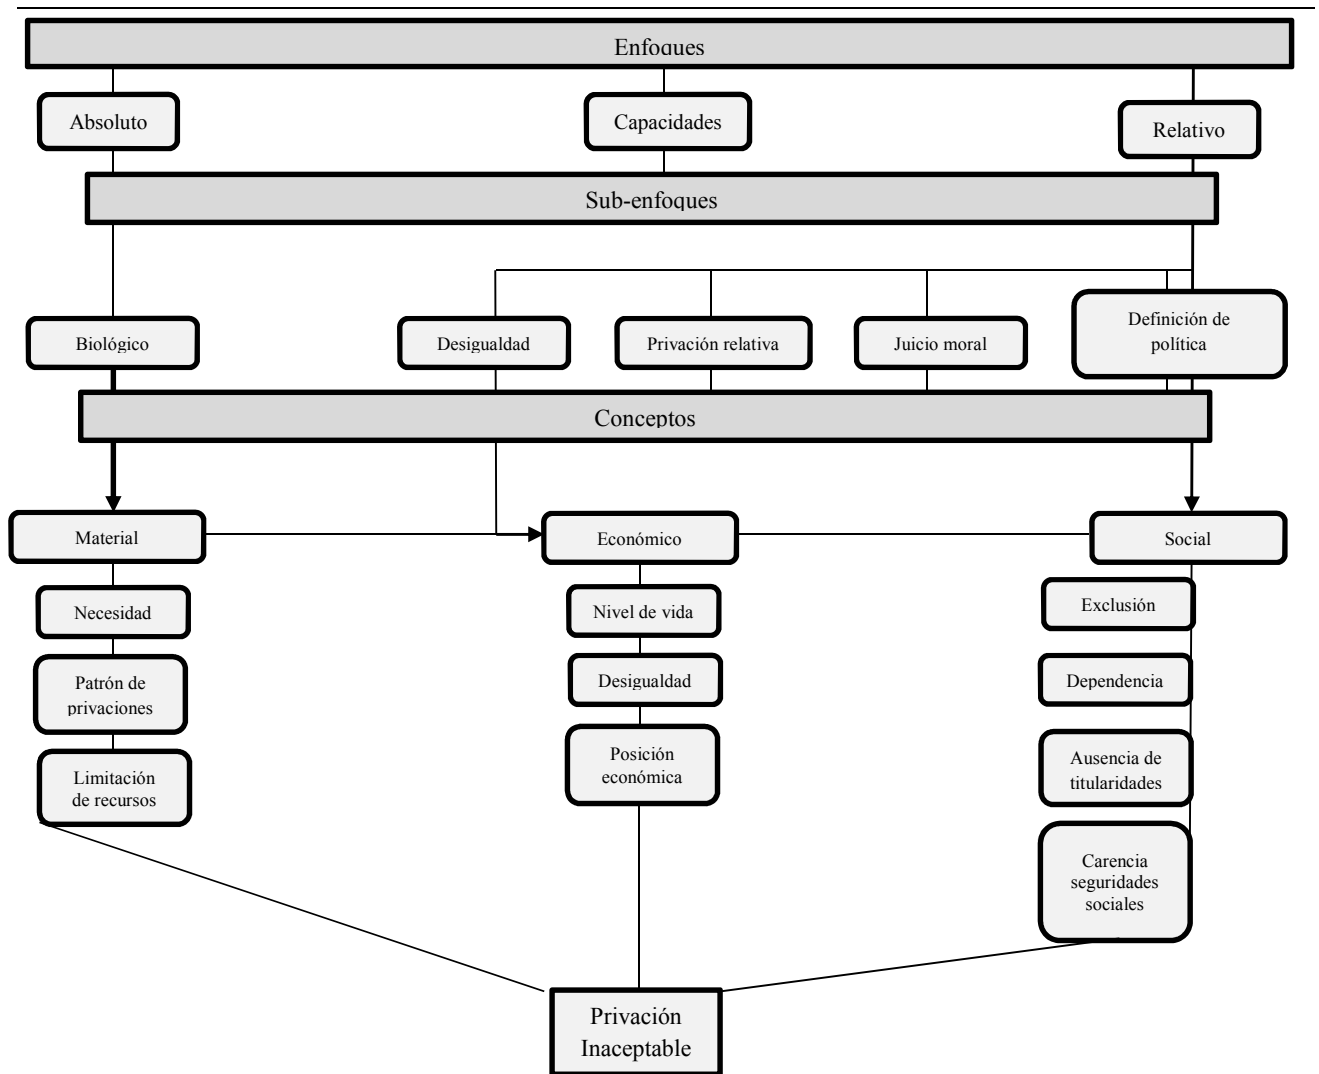 Enfoques
Absoluto
Capacidades
Relativo
Sub-enfoques
Biológico
Desigualdad
Privación relativa
Juicio moral
Definición de
política
Conceptos
Material
Económico
Social
Necesidad
Nivel de vida
Exclusión
Patrón de
privaciones
Desigualdad
Dependencia
Limitación
de recursos
Posición
económica
Ausencia de
titularidades
Carencia
seguridades
sociales
Privación
Inaceptable